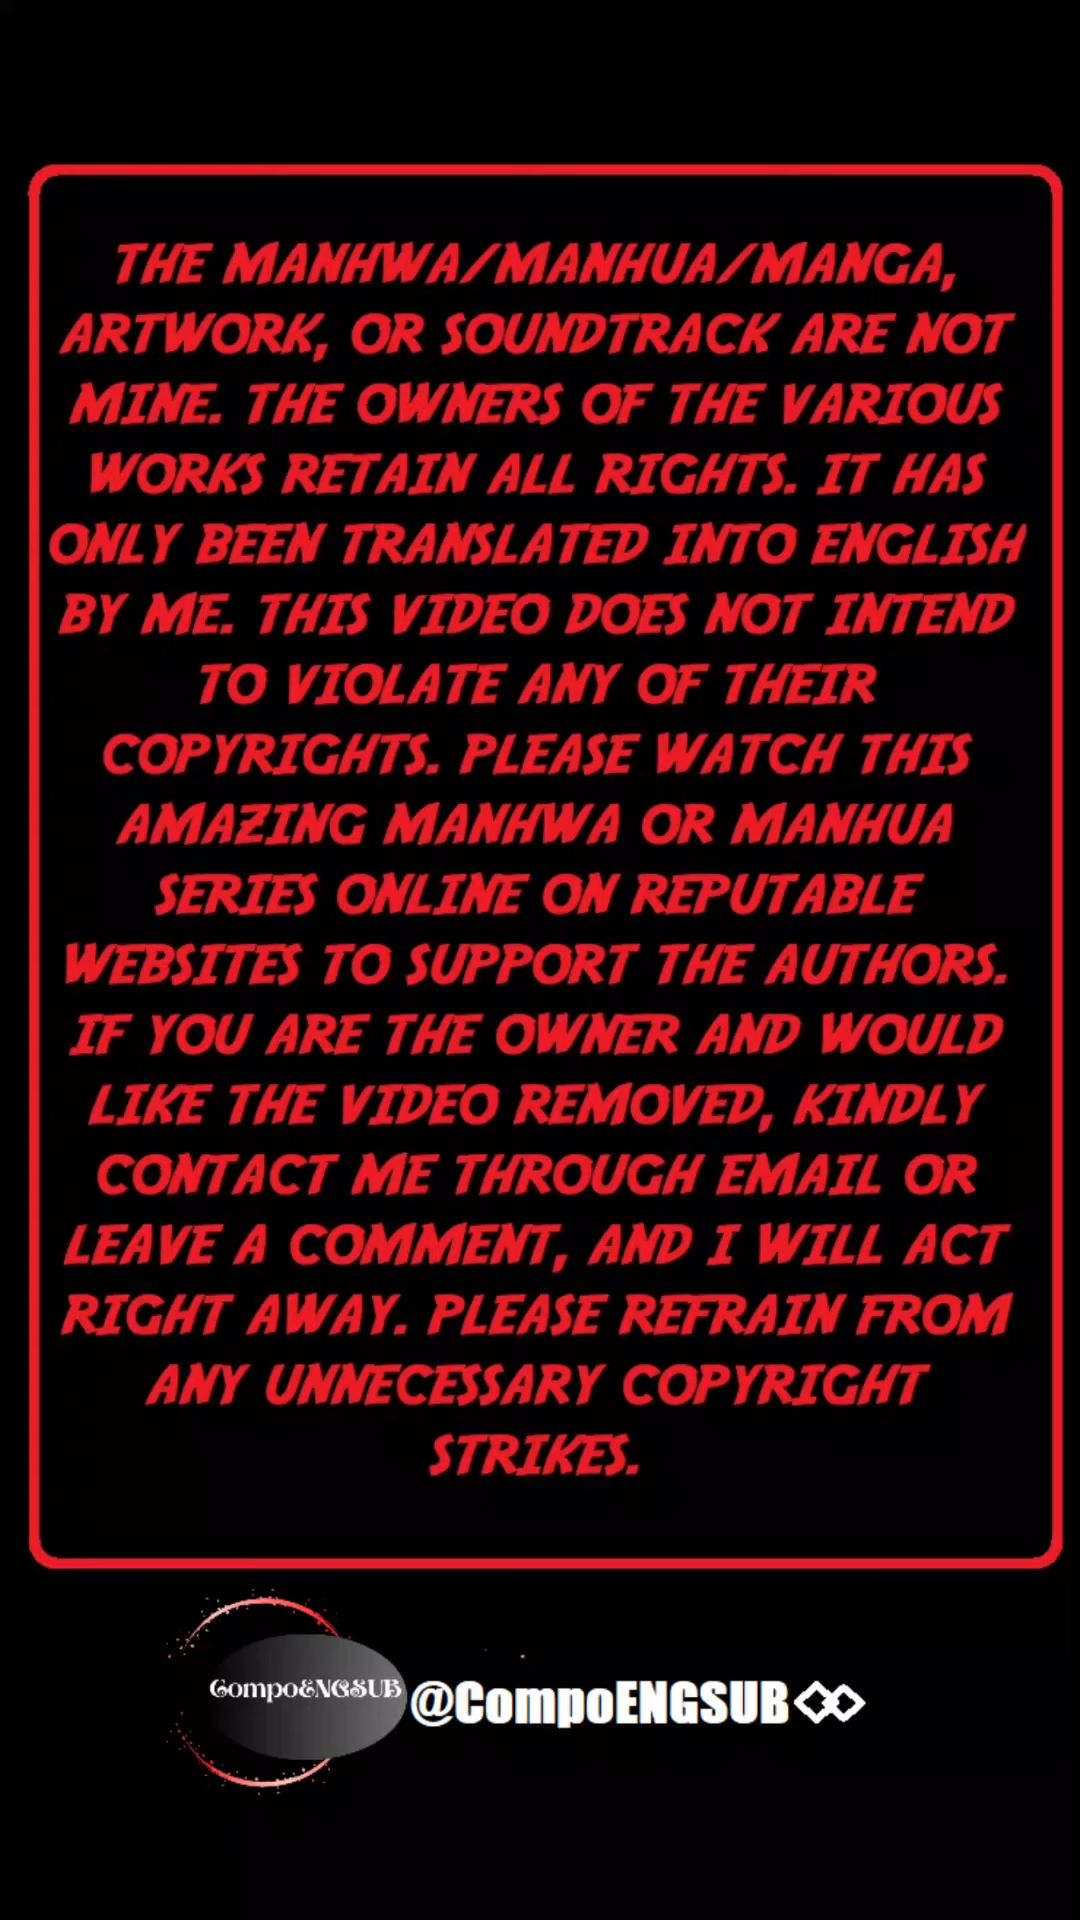 THE MANHWA/MANHUA/MANGA,
ARTWORK, OR SOUNDTRACK ARE NOT
MINE. THE OWNERS OF THE VARIOUS
WORKS RETAIN ALL RIGHTS. IT HAS
ONLY BEEN TRANSLATED INTO ENGLISH
BY ME. THIS VIDEO DOES NOT INTEND
TO VIOLATE ANY OF THEIR
COPYRIGHTS. PLEASE WATCH THIS
AMAZING MANHWA OR MANHUA
SERIES ONLINE ON REPUTABLE
WEBSITES TO SUPPORT THE AUTHORS.
IF YOU ARE THE OWNER AND WOULD
LIKE THE VIDEO REMOVED, KINDLY
CONTACT ME THROUGH EMAIL OR
LEAVE A COMMENT, AND I WILL ACT
RIGHT AWAY. PLEASE REFRAIN FROM
ANY UNNECESSARY COPYRIGHT
STRIKES.
CompoENGSUB
@CompoENGSUB